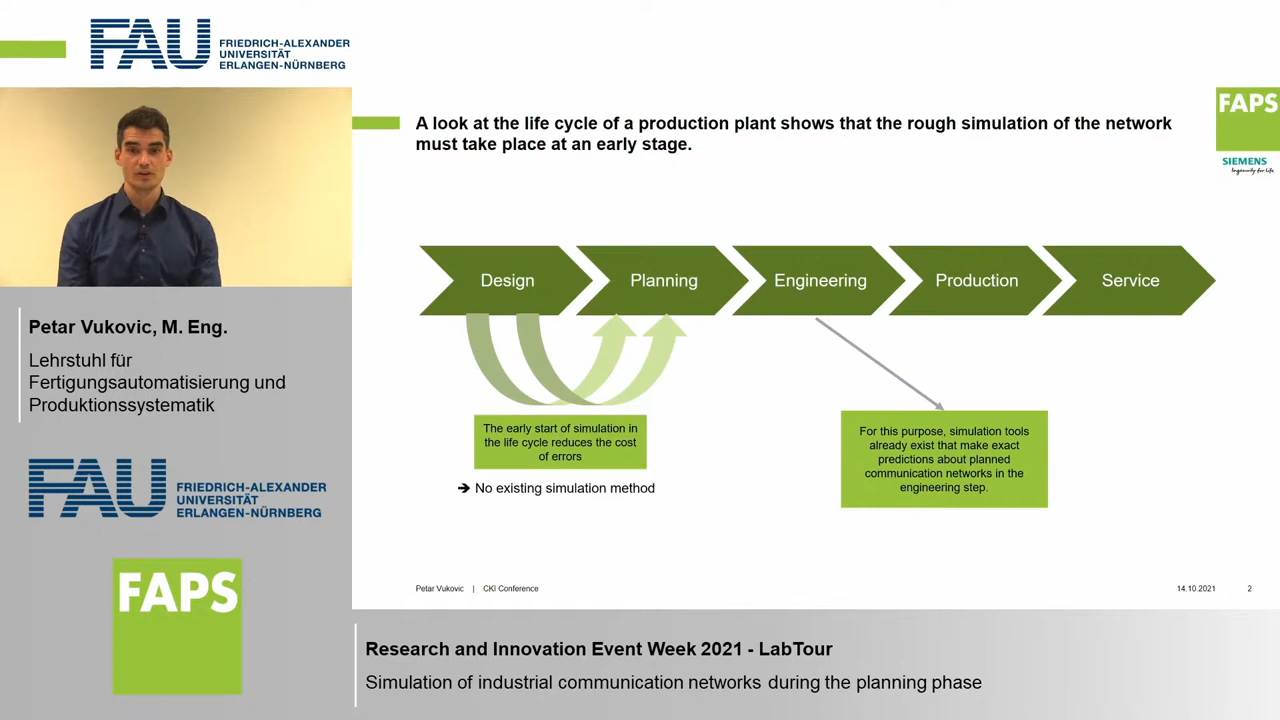 FAU FRIEDRICH-ALEXANDER
UNIVERSITÄT
ERLANGEN-NÜRNBERG
A look at the life cycle of a production plant shows that the rough simulation of the network
must take place at an early stage.
FAPS
SIEMENS
Ingenuity for life
Design
Planning
Engineering
Production
Service
The early start of simulation in
the life cycle reduces the cost
of errors
➔ No existing simulation method
For this purpose, simulation tools
already exist that make exact
predictions about planned
communication networks in the
engineering step.
Petar Vukovic | CKI Conference
14.10.2021
2
Petar Vukovic, M. Eng.
Lehrstuhl für
Fertigungsautomatisierung und
Produktionssystematik
FAU FRIEDRICH-ALEXANDER
UNIVERSITÄT
ERLANGEN-NÜRNBERG
FAPS
Research and Innovation Event Week 2021 - LabTour
Simulation of industrial communication networks during the planning phase